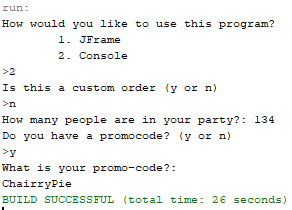 run:
How would you like to use this program?
1. JFrame
2. Console
>2
Is this a custom order (y or n)
>n
How many people are in your party?: 134
Do you have a promocode? (y or n)
>y
What is your promo-code?:
ChairryPie
BUILD SUCCESSFUL (total time: 26 seconds)